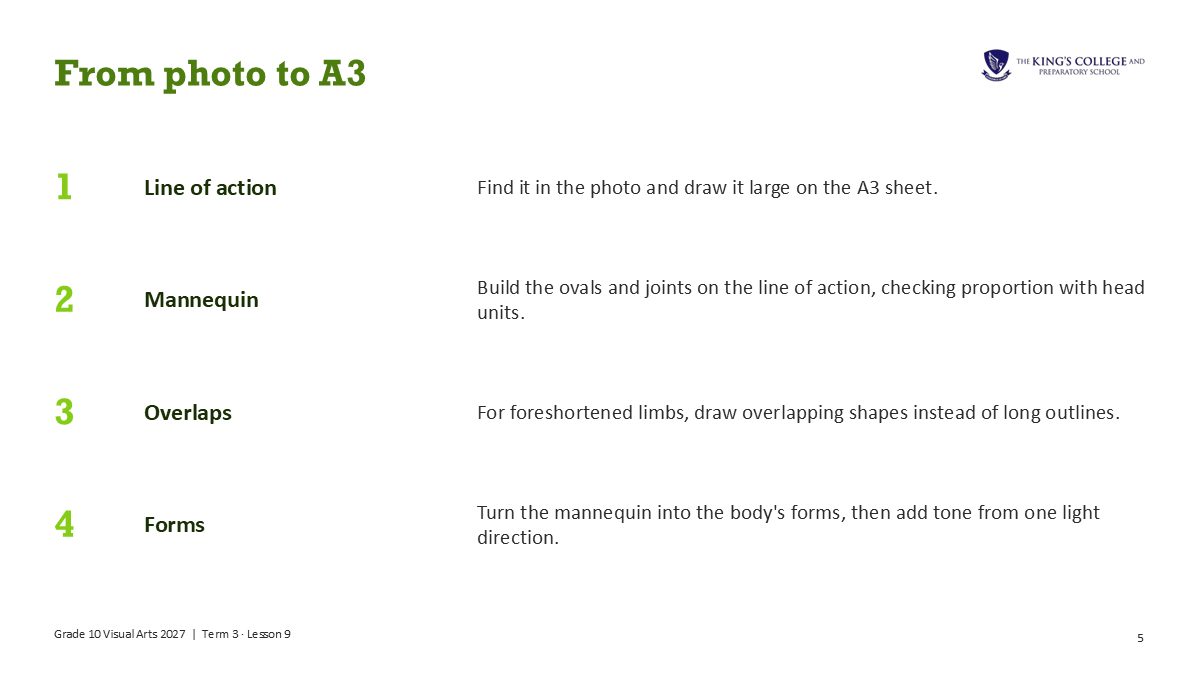 From photo to A3
THE KING'S COLLEGE AND
PREPARATORY SCHOOL
1
Line of action
Find it in the photo and draw it large on the A3 sheet.
2
Mannequin
Build the ovals and joints on the line of action, checking proportion with head
units.
3
Overlaps
For foreshortened limbs, draw overlapping shapes instead of long outlines.
4
Forms
Turn the mannequin into the body's forms, then add tone from one light
direction.
Grade 10 Visual Arts 2027 | Term 3 · Lesson 9
5